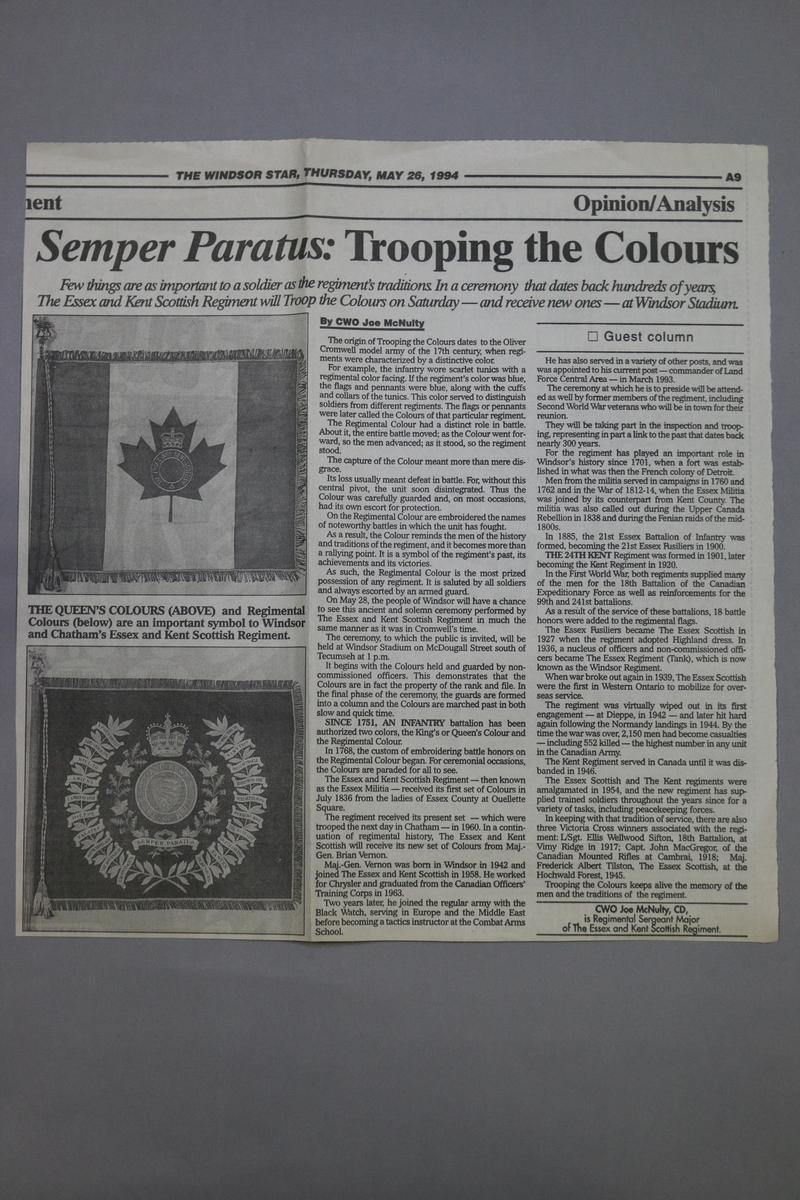 THE WINDSOR STAR, THURSDAY, MAY 26, 1994
A9
nent
Opinion/Analysis
Semper Paratus: Trooping the Colours
Few things are as important to a soldier as the regiment's traditions. In a ceremony that dates back hundreds of years,
The Essex and Kent Scottish Regiment will Troop the Colours on Saturday — and receive new ones — at Windsor Stadium.
THE QUEEN'S COLOURS (ABOVE) and Regimental
Colours (below) are an important symbol to Windsor
and Chatham's Essex and Kent Scottish Regiment.
SEMPER PARATUS
By CWO Joe McNulty
The origin of Trooping the Colours dates to the Oliver
Cromwell model army of the 17th century, when regi-
ments were characterized by a distinctive color.
For example, the infantry wore scarlet tunics with a
regimental color facing. If the regiment's color was blue,
the flags and pennants were blue, along with the cuffs
and collars of the tunics. This color served to distinguish
soldiers from different regiments. The flags or pennants
were later called the Colours of that particular regiment.
The Regimental Colour had a distinct role in battle.
About it, the entire battle moved; as the Colour went for-
ward, so the men advanced; as it stood, so the regiment
stood.
The capture of the Colour meant more than mere dis-
grace.
Its loss usually meant defeat in battle. For, without this
central pivot, the unit soon disintegrated. Thus the
Colour was carefully guarded and, on most occasions,
had its own escort for protection.
On the Regimental Colour are embroidered the names
of noteworthy battles in which the unit has fought.
As a result, the Colour reminds the men of the history
and traditions of the regiment, and it becomes more than
a rallying point. It is a symbol of the regiment's past, its
achievements and its victories.
As such, the Regimental Colour is the most prized
possession of any regiment. It is saluted by all soldiers
and always escorted by an armed guard.
On May 28, the people of Windsor will have a chance
to see this ancient and solemn ceremony performed by
The Essex and Kent Scottish Regiment in much the
same manner as it was in Cromwell's time.
The ceremony, to which the public is invited, will be
held at Windsor Stadium on McDougall Street south of
Tecumseh at 1 p.m.
It begins with the Colours held and guarded by non-
commissioned officers. This demonstrates that the
Colours are in fact the property of the rank and file. In
the final phase of the ceremony, the guards are formed
into a column and the Colours are marched past in both
slow and quick time.
SINCE 1751, AN INFANTRY battalion has been
authorized two colors, the King's or Queen's Colour and
the Regimental Colour.
In 1768, the custom of embroidering battle honors on
the Regimental Colour began. For ceremonial occasions,
the Colours are paraded for all to see.
The Essex and Kent Scottish Regiment — then known
as the Essex Militia — received its first set of Colours in
July 1836 from the ladies of Essex County at Ouellette
Square.
The regiment received its present set — which were
trooped the next day in Chatham — in 1960. In a contin-
uation of regimental history, The Essex and Kent
Scottish will receive its new set of Colours from Maj.-
Gen. Brian Vernon.
Maj.-Gen. Vernon was born in Windsor in 1942 and
joined The Essex and Kent Scottish in 1958. He worked
for Chrysler and graduated from the Canadian Officers'
Training Corps in 1963.
Two years later, he joined the regular army with the
Black Watch, serving in Europe and the Middle East
before becoming a tactics instructor at the Combat Arms
School.
Guest column
He has also served in a variety of other posts, and was
was appointed to his current post — commander of Land
Force Central Area — in March 1993.
The ceremony at which he is to preside will be attend-
ed as well by former members of the regiment, including
Second World War veterans who will be in town for their
reunion.
They will be taking part in the inspection and troop-
ing, representing in part a link to the past that dates back
nearly 300 years.
For the regiment has played an important role in
Windsor's history since 1701, when a fort was estab-
lished in what was then the French colony of Detroit.
Men from the militia served in campaigns in 1760 and
1762 and in the War of 1812-14, when the Essex Militia
was joined by its counterpart from Kent County. The
militia was also called out during the Upper Canada
Rebellion in 1838 and during the Fenian raids of the mid-
1800s.
In 1885, the 21st Essex Battalion of Infantry was
formed, becoming the 21st Essex Fusiliers in 1900.
THE 24TH KENT Regiment was formed in 1901, later
becoming the Kent Regiment in 1920.
In the First World War, both regiments supplied many
of the men for the 18th Battalion of the Canadian
Expeditionary Force as well as reinforcements for the
99th and 241st battalions.
As a result of the service of these battalions, 18 battle
honors were added to the regimental flags.
The Essex Fusiliers became The Essex Scottish in
1927 when the regiment adopted Highland dress. In
1936, a nucleus of officers and non-commissioned offi-
cers became The Essex Regiment (Tank), which is now
known as the Windsor Regiment.
When war broke out again in 1939, The Essex Scottish
were the first in Western Ontario to mobilize for over-
seas service.
The regiment was virtually wiped out in its first
engagement — at Dieppe, in 1942 — and later hit hard
again following the Normandy landings in 1944. By the
time the war was over, 2,150 men had become casualties
— including 552 killed — the highest number in any unit
in the Canadian Army.
The Kent Regiment served in Canada until it was dis-
banded in 1946.
The Essex Scottish and The Kent regiments were
amalgamated in 1954, and the new regiment has sup-
plied trained soldiers throughout the years since for a
variety of tasks, including peacekeeping forces.
In keeping with that tradition of service, there are also
three Victoria Cross winners associated with the regi-
ment: L/Sgt. Ellis Wellwood Sifton, 18th Battalion, at
Vimy Ridge in 1917; Capt. John MacGregor, of the
Canadian Mounted Rifles at Cambrai, 1918; Maj.
Frederick Albert Tilston, The Essex Scottish, at the
Hochwald Forest, 1945.
Trooping the Colours keeps alive the memory of the
men and the traditions of the regiment.
CWO Joe McNulty, CD,
is Regimental Sergeant Major
of The Essex and Kent Scottish Regiment.